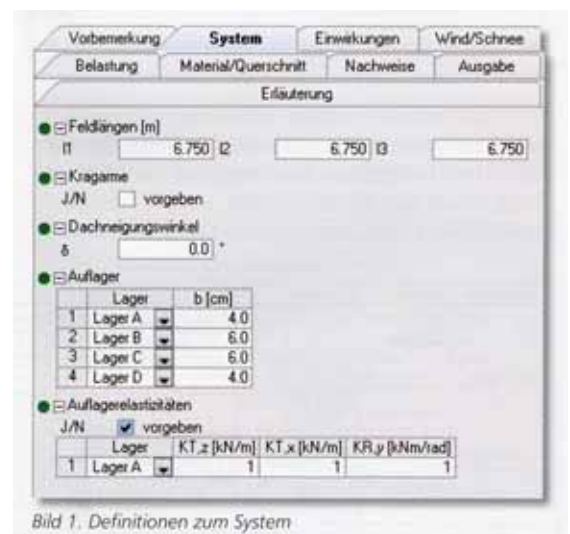 Vorbemerkung System Einwirkungen Wind/Schnee
Belastung Material/Querschnitt Nachweise Ausgabe
Erläuterung
Feldlängen [m]
l1 6.750 l2 6.750 l3 6.750
Kragarme
J/N vorgeben
Dachneigungswinkel
δ 0.0 °
Auflager
Lager b [cm]
1 Lager A 4.0
2 Lager B 6.0
3 Lager C 6.0
4 Lager D 4.0
Auflagerelastizitäten
J/N vorgeben
Lager KT,z [kN/m] KT,x [kN/m] KR,y [kNm/rad]
1 Lager A 1 1 1
Bild 1. Definitionen zum System